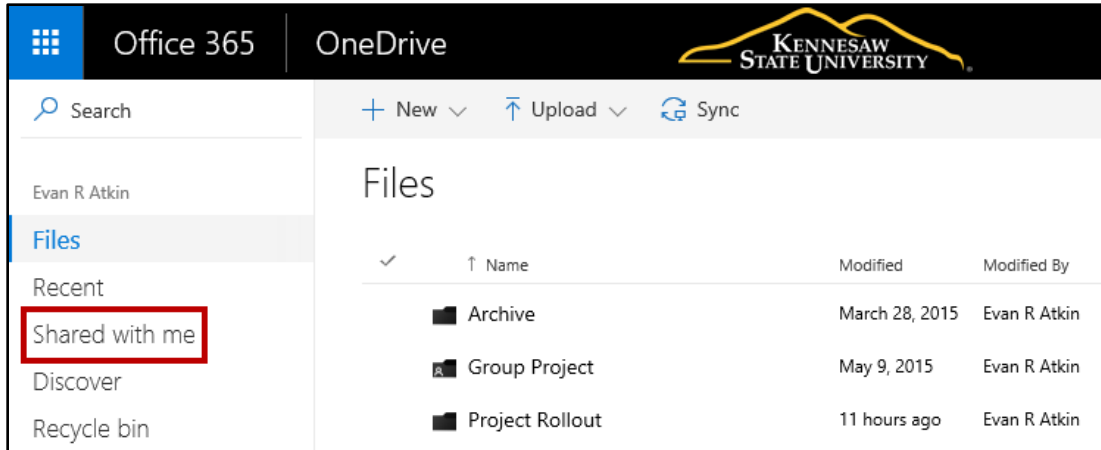 Office 365
OneDrive
KENNESAW
STATE UNIVERSITY
Search
New
Upload
Sync
Evan R Atkin
Files
Recent
Shared with me
Discover
Recycle bin
Files
Name
Modified
Modified By
Archive
March 28, 2015
Evan R Atkin
Group Project
May 9, 2015
Evan R Atkin
Project Rollout
11 hours ago
Evan R Atkin